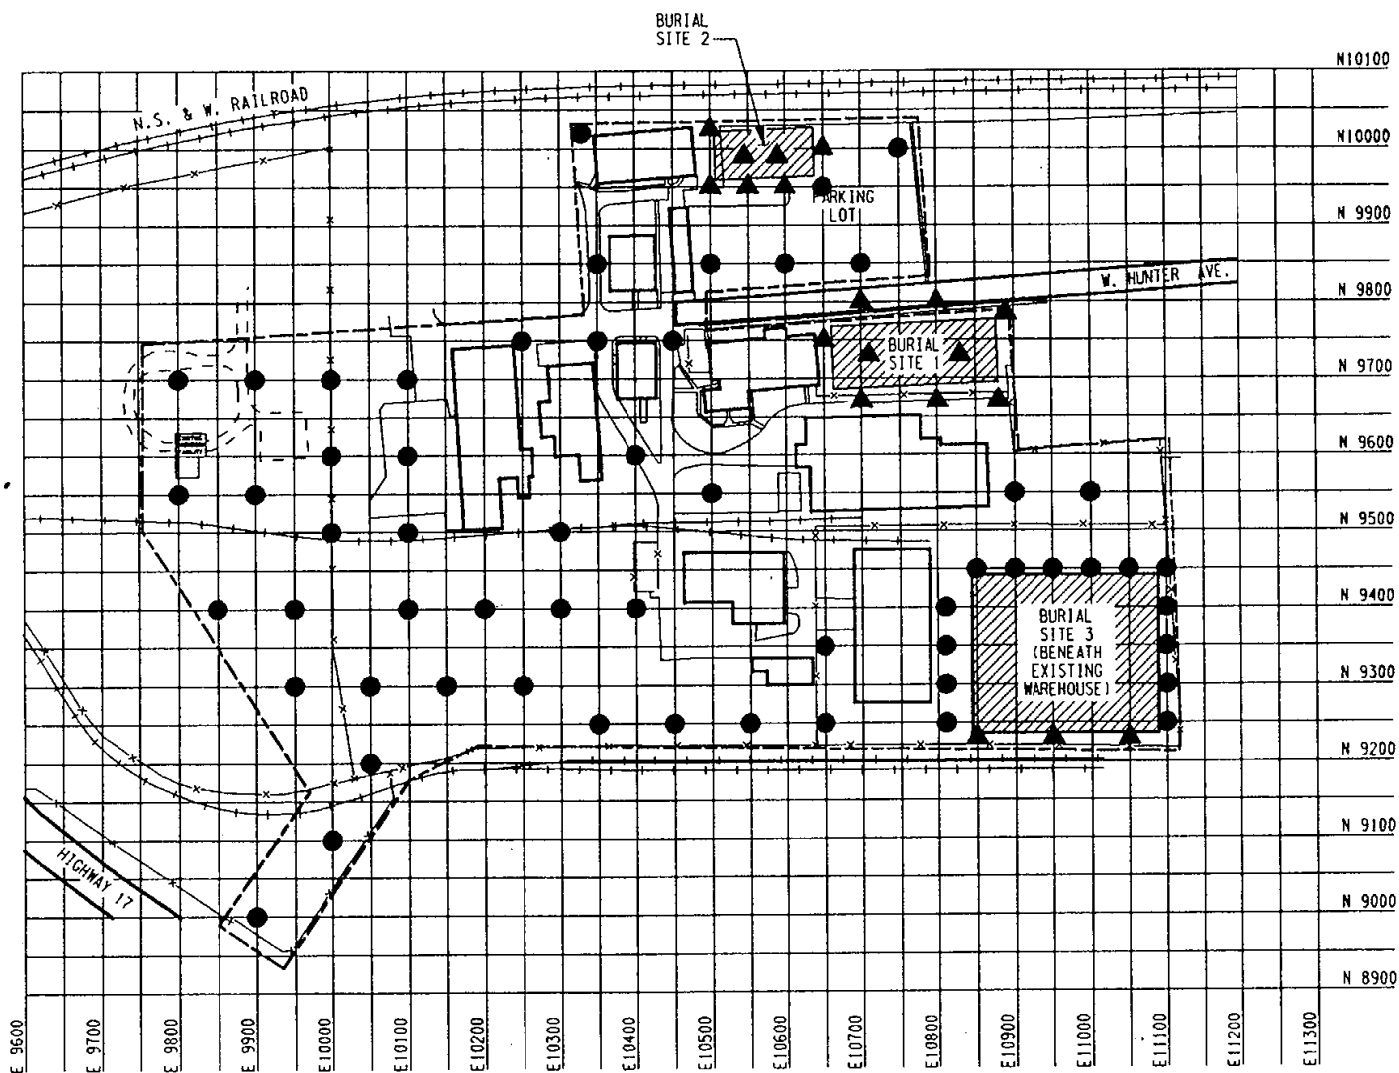 BURIAL
SITE 2
N10100
N.S. & W. RAILROAD
N10000
PARKING
LOT
N 9900
W. HUNTER AVE.
N 9800
BURIAL
SITE 1
N 9700
N 9600
N 9500
N 9400
BURIAL
SITE 3
(BENEATH
EXISTING
WAREHOUSE)
N 9300
N 9200
N 9100
HIGHWAY 17
N 9000
N 8900
E 9600
E 9700
E 9800
E 9900
E10000
E10100
E10200
E10300
E10400
E10500
E10600
E10700
E10800
E10900
E11000
E11100
E11200
E11300